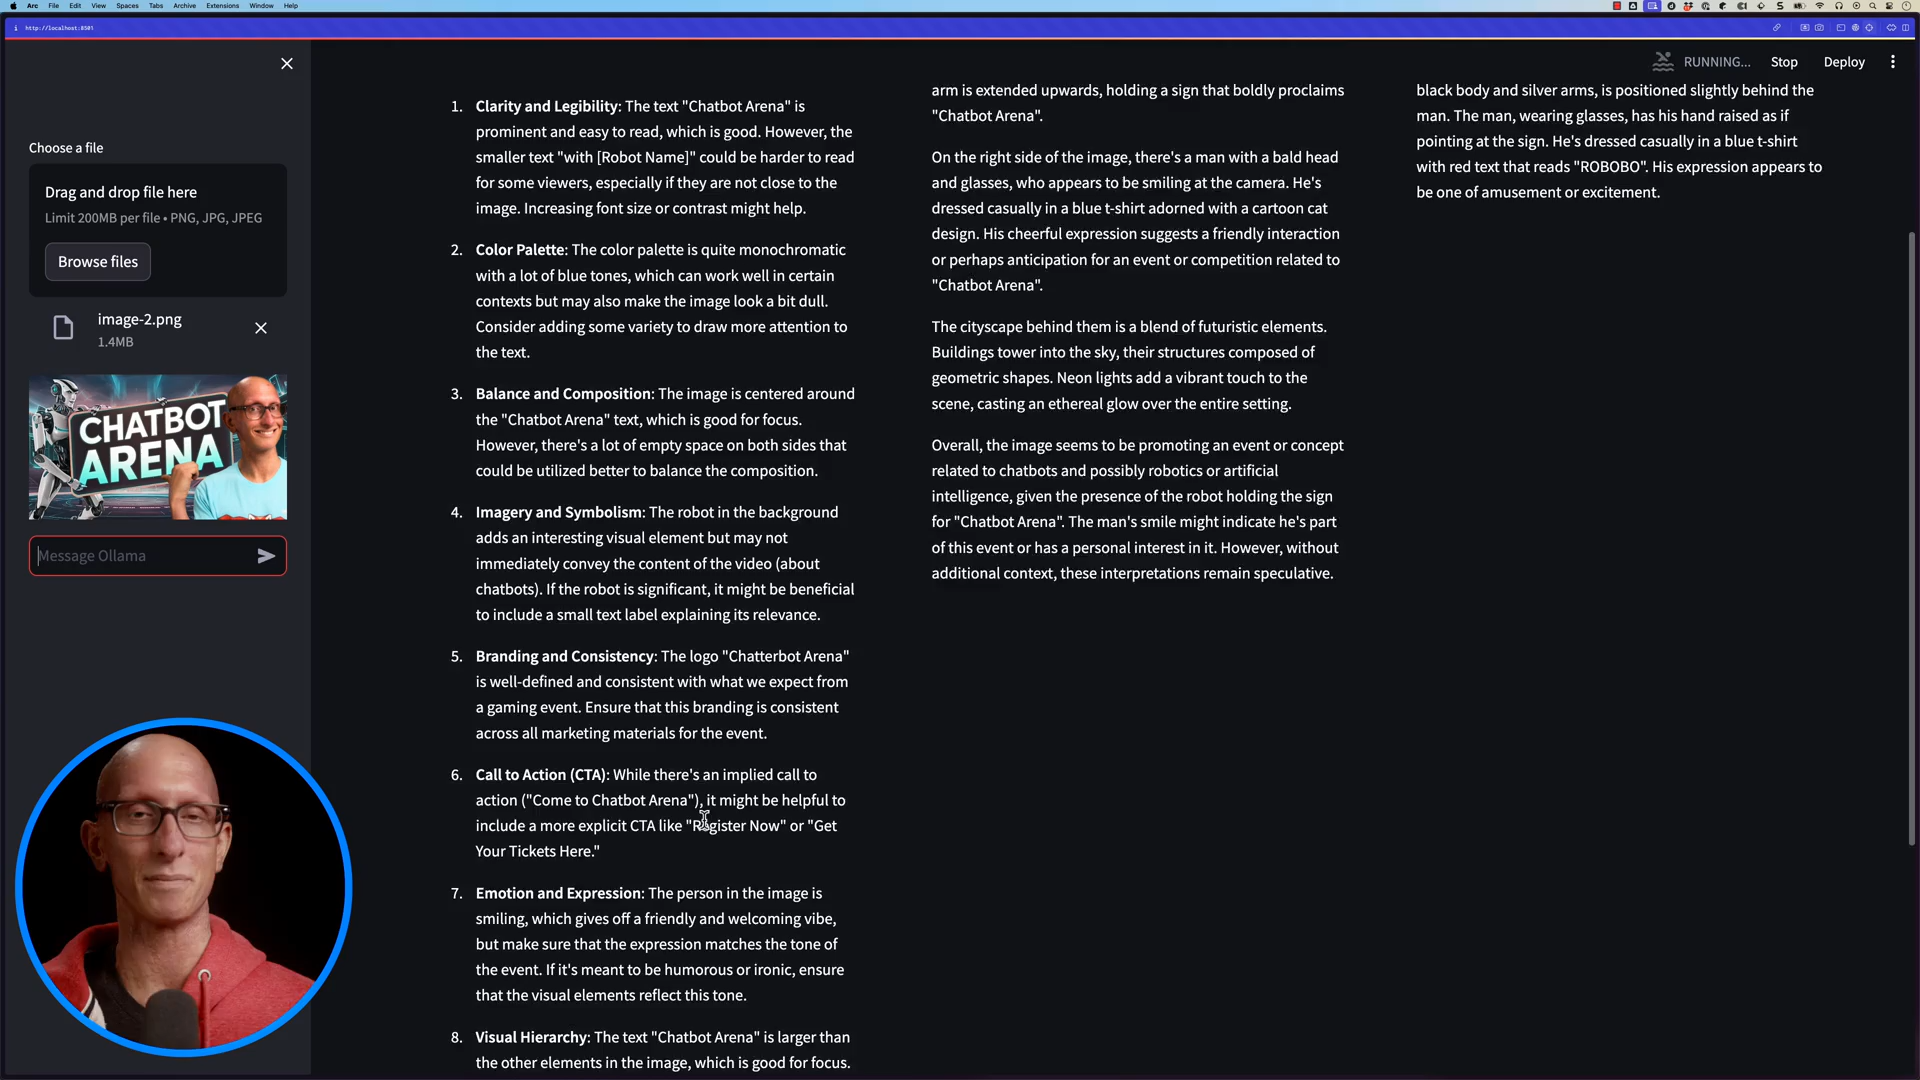 Arc File Edit View Spaces Tabs Archive Extensions Window Help
http://localhost:8501
RUNNING... Stop Deploy
Choose a file
Drag and drop file here
Limit 200MB per file • PNG, JPG, JPEG
Browse files
image-2.png
1.4MB
CHATBOT
ARENA
Message Ollama
1. Clarity and Legibility: The text "Chatbot Arena" is
prominent and easy to read, which is good. However, the
smaller text "with [Robot Name]" could be harder to read
for some viewers, especially if they are not close to the
image. Increasing font size or contrast might help.
2. Color Palette: The color palette is quite monochromatic
with a lot of blue tones, which can work well in certain
contexts but may also make the image look a bit dull.
Consider adding some variety to draw more attention to
the text.
3. Balance and Composition: The image is centered around
the "Chatbot Arena" text, which is good for focus.
However, there's a lot of empty space on both sides that
could be utilized better to balance the composition.
4. Imagery and Symbolism: The robot in the background
adds an interesting visual element but may not
immediately convey the content of the video (about
chatbots). If the robot is significant, it might be beneficial
to include a small text label explaining its relevance.
5. Branding and Consistency: The logo "Chatterbot Arena"
is well-defined and consistent with what we expect from
a gaming event. Ensure that this branding is consistent
across all marketing materials for the event.
6. Call to Action (CTA): While there's an implied call to
action ("Come to Chatbot Arena"), it might be helpful to
include a more explicit CTA like "Register Now" or "Get
Your Tickets Here."
7. Emotion and Expression: The person in the image is
smiling, which gives off a friendly and welcoming vibe,
but make sure that the expression matches the tone of
the event. If it's meant to be humorous or ironic, ensure
that the visual elements reflect this tone.
8. Visual Hierarchy: The text "Chatbot Arena" is larger than
the other elements in the image, which is good for focus.
arm is extended upwards, holding a sign that boldly proclaims
"Chatbot Arena".
On the right side of the image, there's a man with a bald head
and glasses, who appears to be smiling at the camera. He's
dressed casually in a blue t-shirt adorned with a cartoon cat
design. His cheerful expression suggests a friendly interaction
or perhaps anticipation for an event or competition related to
"Chatbot Arena".
The cityscape behind them is a blend of futuristic elements.
Buildings tower into the sky, their structures composed of
geometric shapes. Neon lights add a vibrant touch to the
scene, casting an ethereal glow over the entire setting.
Overall, the image seems to be promoting an event or concept
related to chatbots and possibly robotics or artificial
intelligence, given the presence of the robot holding the sign
for "Chatbot Arena". The man's smile might indicate he's part
of this event or has a personal interest in it. However, without
additional context, these interpretations remain speculative.
black body and silver arms, is positioned slightly behind the
man. The man, wearing glasses, has his hand raised as if
pointing at the sign. He's dressed casually in a blue t-shirt
with red text that reads "ROBOBO". His expression appears to
be one of amusement or excitement.